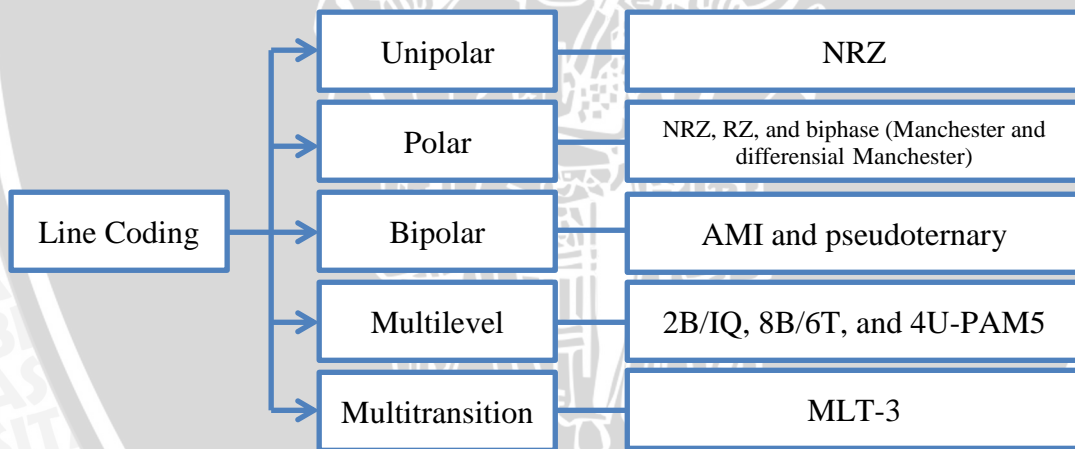 Unipolar
NRZ
Polar
NRZ, RZ, and biphase (Manchester and
differensial Manchester)
Line Coding
Bipolar
AMI and pseudoternary
Multilevel
2B/IQ, 8B/6T, and 4U-PAM5
Multitransition
MLT-3